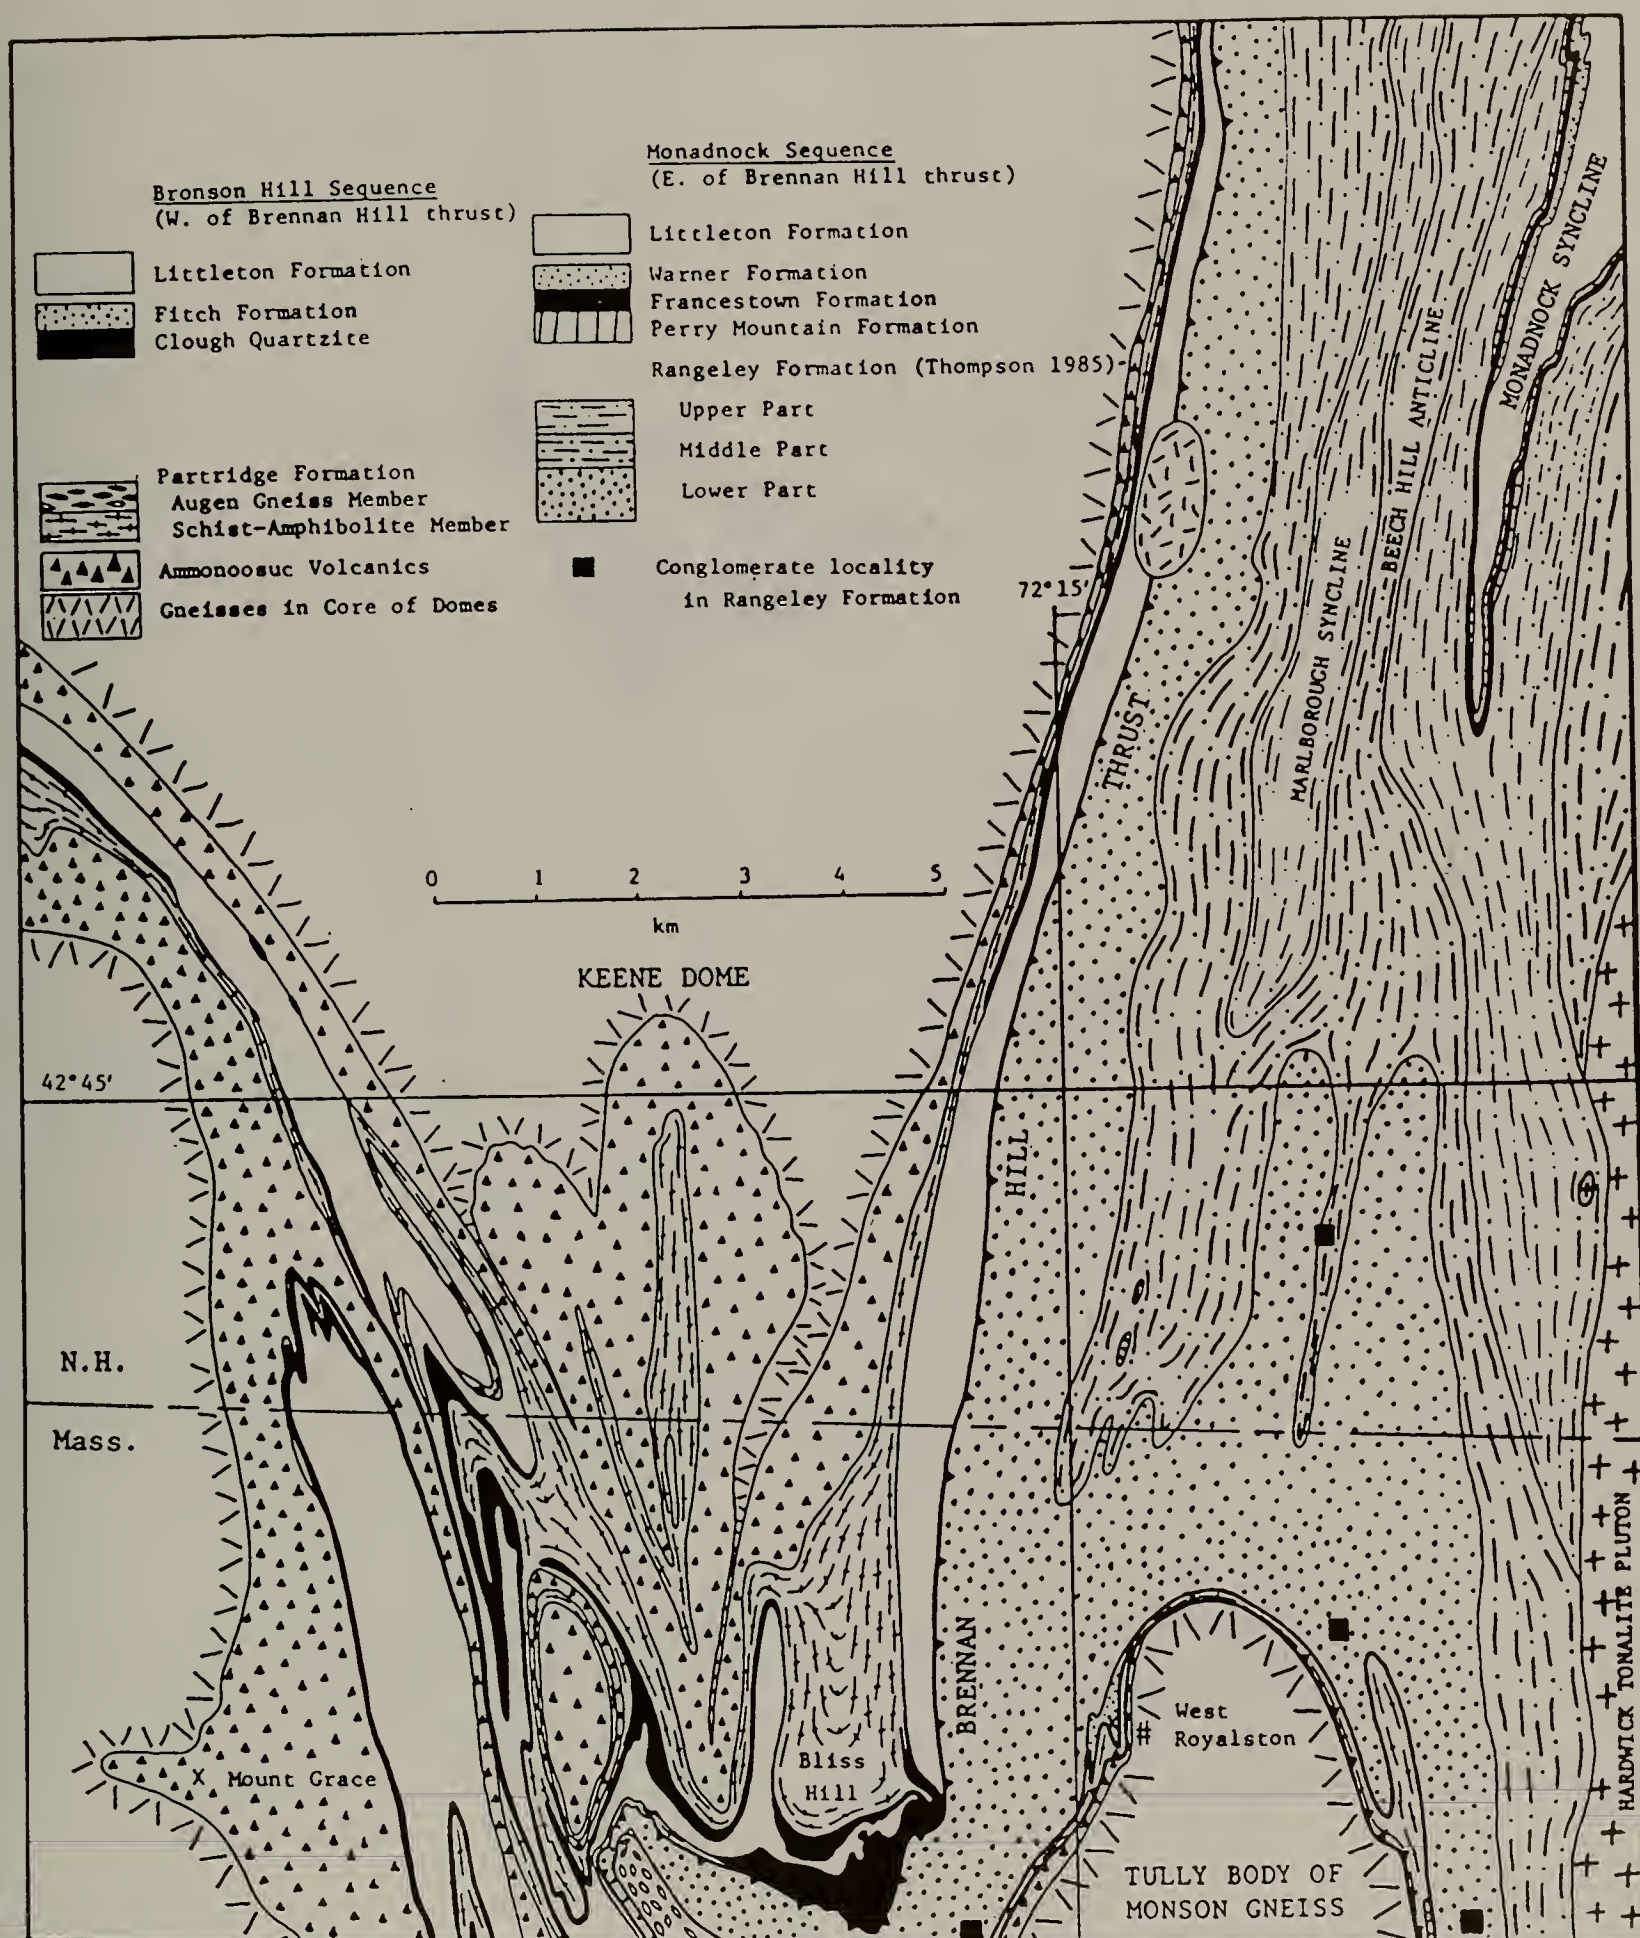 Bronson Hill Sequence
(W. of Brennan Hill thrust)
Littleton Formation
Fitch Formation
Clough Quartzite
Partridge Formation
Augen Gneiss Member
Schist-Amphibolite Member
Ammonoosuc Volcanics
Gneisses in Core of Domes
Monadnock Sequence
(E. of Brennan Hill thrust)
Littleton Formation
Warner Formation
Francestown Formation
Perry Mountain Formation
Rangeley Formation (Thompson 1985)
Upper Part
Middle Part
Lower Part
Conglomerate locality
in Rangeley Formation
72°15'
MONADNOCK SYNCLINE
MONADNOCK SYNCLINE
BEECH HILL ANTICLINE
MARLBOROUGH SYNCLINE
THRUST
HILL
BRENNAN
0 1 2 3 4 5
km
KEENE DOME
42°45'
N.H.
Mass.
X Mount Grace
Bliss
Hill
# West
Royalston
TULLY BODY OF
MONSON GNEISS
HARDWICK TONALITE PLUTON